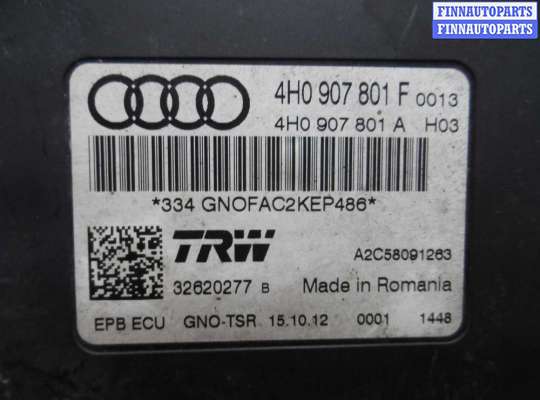 FINNAUTOPARTS
FINNAUTOPARTS
4H0 907 801 F 0013
4H0 907 801 A H03
*334 GNOFAC2KEP486*
TRW
A2C58091263
32620277 B Made in Romania
EPB ECU GNO-TSR 15.10.12 0001 1448